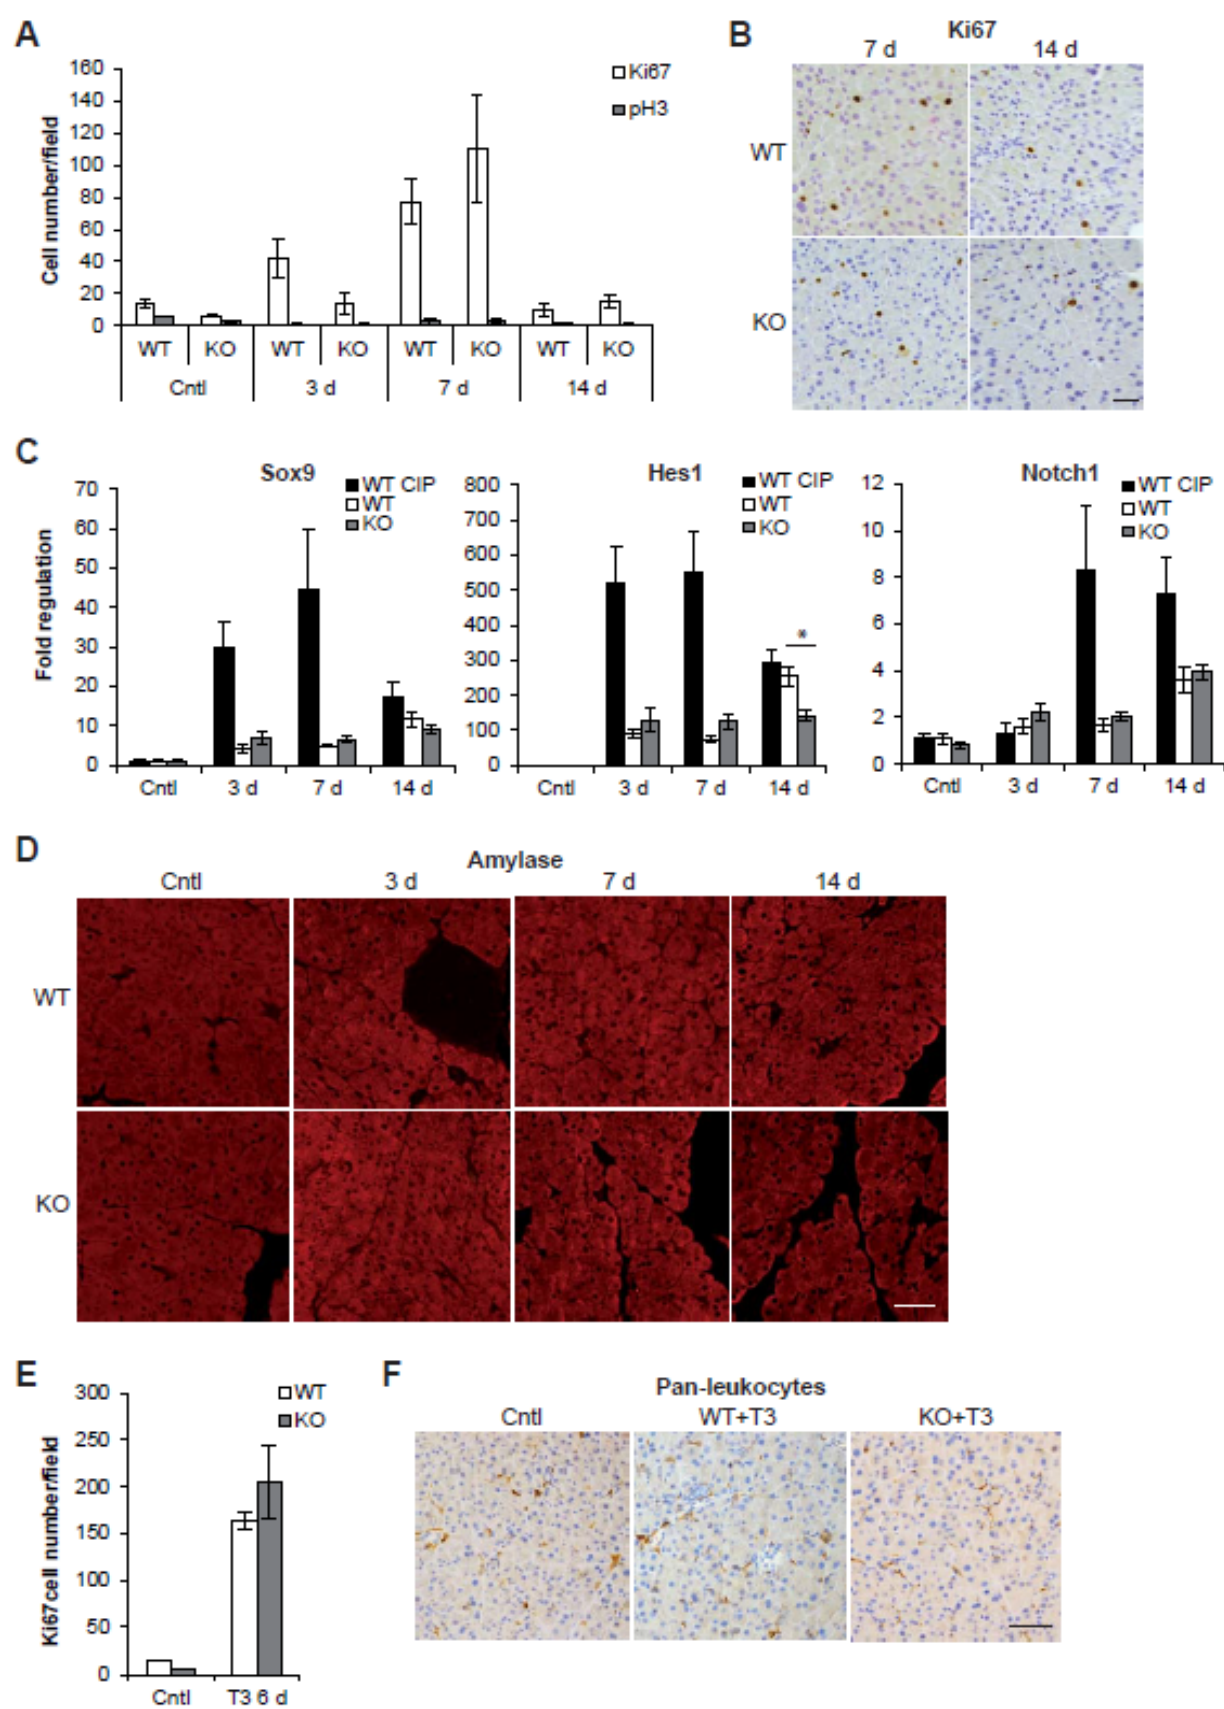 A
Cell number/field
160
140
120
100
80
60
40
20
0
Ki67
pH3
WT KO WT KO WT KO WT KO
Cntl 3 d 7 d 14 d
B
Ki67
7 d 14 d
WT
KO
C
Fold regulation
Sox9
70
60
50
40
30
20
10
0
WT CIP
WT
KO
Cntl 3 d 7 d 14 d
Hes1
800
700
600
500
400
300
200
100
0
WT CIP
WT
KO
*
Cntl 3 d 7 d 14 d
Notch1
12
10
8
6
4
2
0
WT CIP
WT
KO
Cntl 3 d 7 d 14 d
D
Amylase
Cntl 3 d 7 d 14 d
WT
KO
E
Ki67cell number/field
300
250
200
150
100
50
0
WT
KO
Cntl T3 6 d
F
Pan-leukocytes
Cntl WT+T3 KO+T3